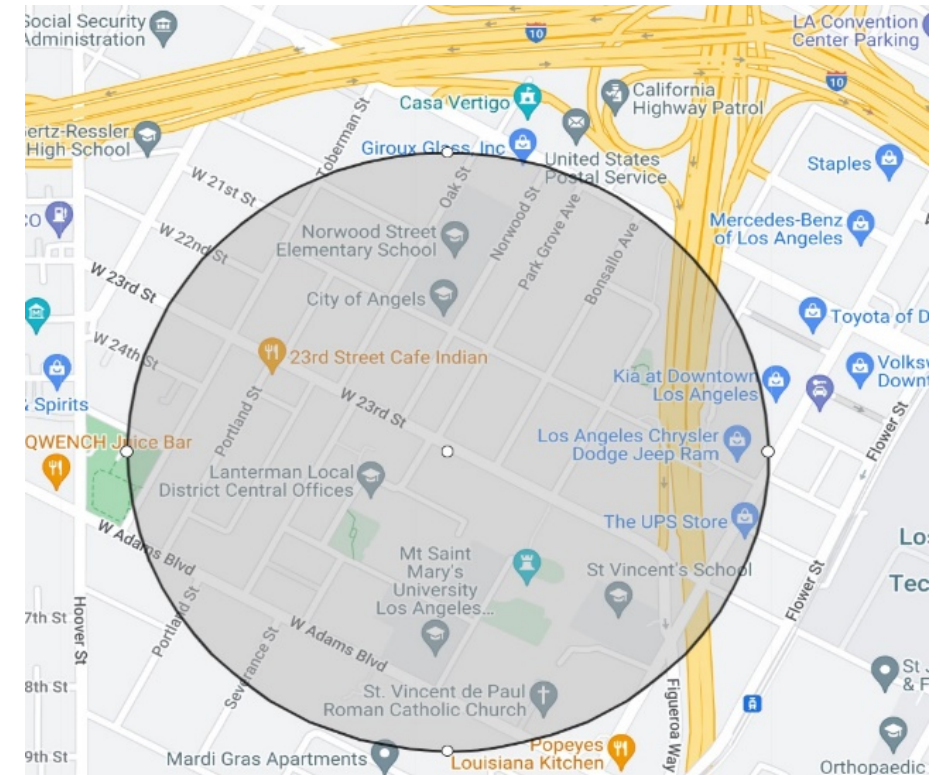 Social Security
Administration
10
LA Convention
Center Parking
10
California
Highway Patrol
Casa Vertigo
Hertz-Ressler
High School
Toberman St
Giroux Glass, Inc
United States
Postal Service
Staples
W 21st St
Oak St
Norwood St
Park Grove Ave
Bonsallo Ave
CO
W 22nd St
Norwood Street
Elementary School
Mercedes-Benz
of Los Angeles
W 23rd St
City of Angels
Toyota of D
W 24th St
23rd Street Cafe Indian
Kia at Downtown
Los Angeles
Volksw
Downt
& Spirits
Portland St
W 23rd St
Flower St
QWENCH Juice Bar
Los Angeles Chrysler
Dodge Jeep Ram
Lanterman Local
District Central Offices
The UPS Store
W Adams Blvd
Los
Tec
Mt Saint
Mary's
University
Los Angeles...
St Vincent's School
Flower St
7th St
Hoover St
Portland St
Severance St
W Adams Blvd
8th St
St. Vincent de Paul
Roman Catholic Church
Figueroa Way
St J
& F
9th St
Mardi Gras Apartments
Popeyes
Louisiana Kitchen
Orthopaedic